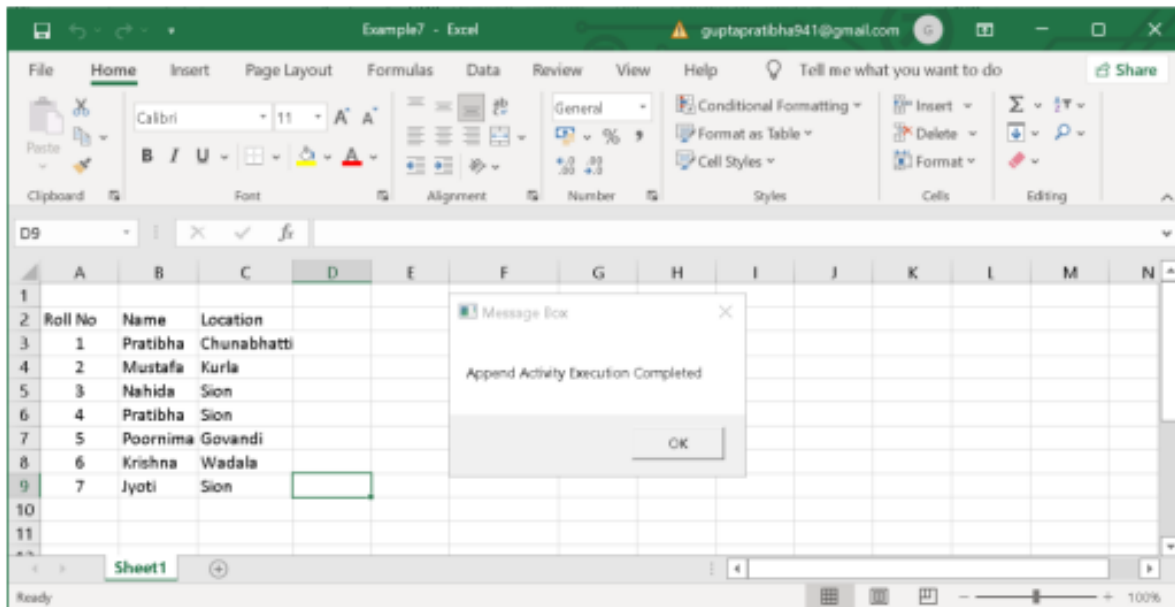 Example7 - Excel
guptapratibha941@gmail.com G
File Home Insert Page Layout Formulas Data Review View Help Tell me what you want to do Share
Paste
Calibri 11 A A
B I U A
ab
General
% ,
Conditional Formatting
Format as Table
Cell Styles
Insert
Delete
Format
Σ
Clipboard Font Alignment Number Styles Cells Editing
D9 fx
A B C D E F G H I J K L M N
1
2 Roll No Name Location
3 1 Pratibha Chunabhatti
4 2 Mustafa Kurla
5 3 Nahida Sion
6 4 Pratibha Sion
7 5 Poornima Govandi
8 6 Krishna Wadala
9 7 Jyoti Sion
10
11
Message Box
Append Activity Execution Completed
OK
Sheet1
Ready 100%